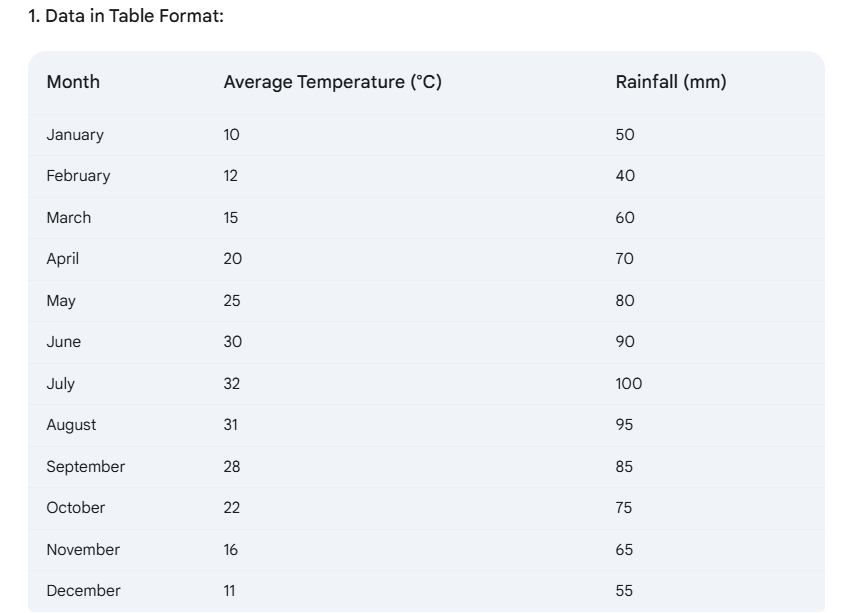 1. Data in Table Format:
Month Average Temperature (°C) Rainfall (mm)
January 10 50
February 12 40
March 15 60
April 20 70
May 25 80
June 30 90
July 32 100
August 31 95
September 28 85
October 22 75
November 16 65
December 11 55